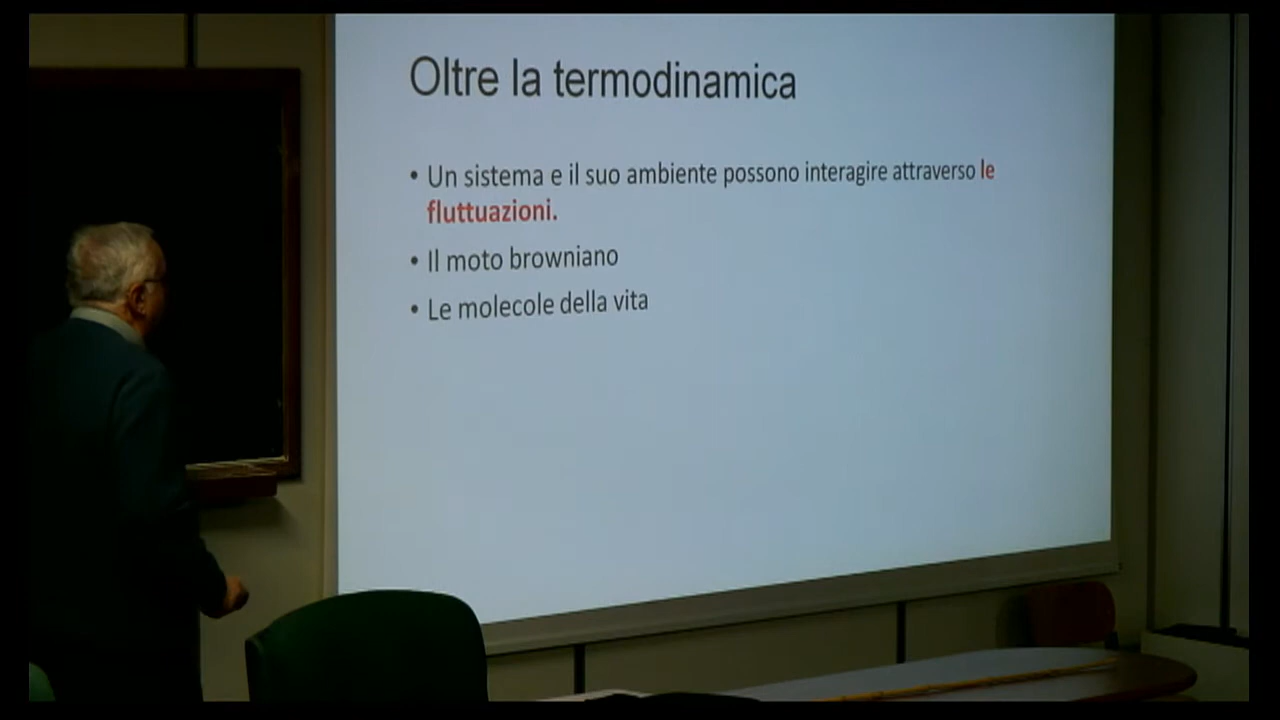 Oltre la termodinamica
• Un sistema e il suo ambiente possono interagire attraverso le
fluttuazioni.
• Il moto browniano
• Le molecole della vita